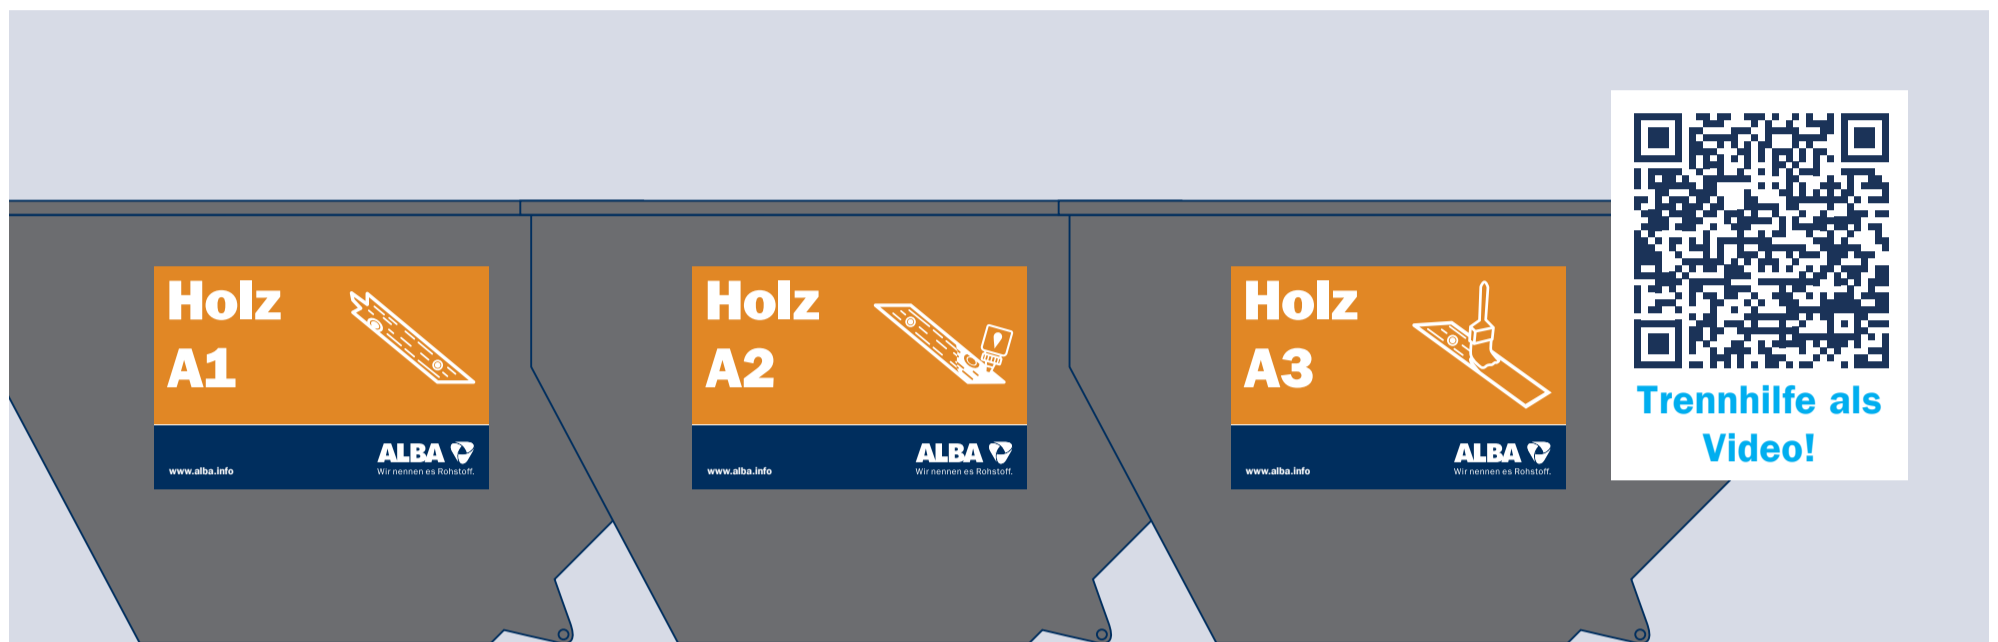 Holz
A1
www.alba.info
ALBA
Wir nennen es Rohstoff.
Holz
A2
www.alba.info
ALBA
Wir nennen es Rohstoff.
Holz
A3
www.alba.info
ALBA
Wir nennen es Rohstoff.
Trennhilfe als
Video!